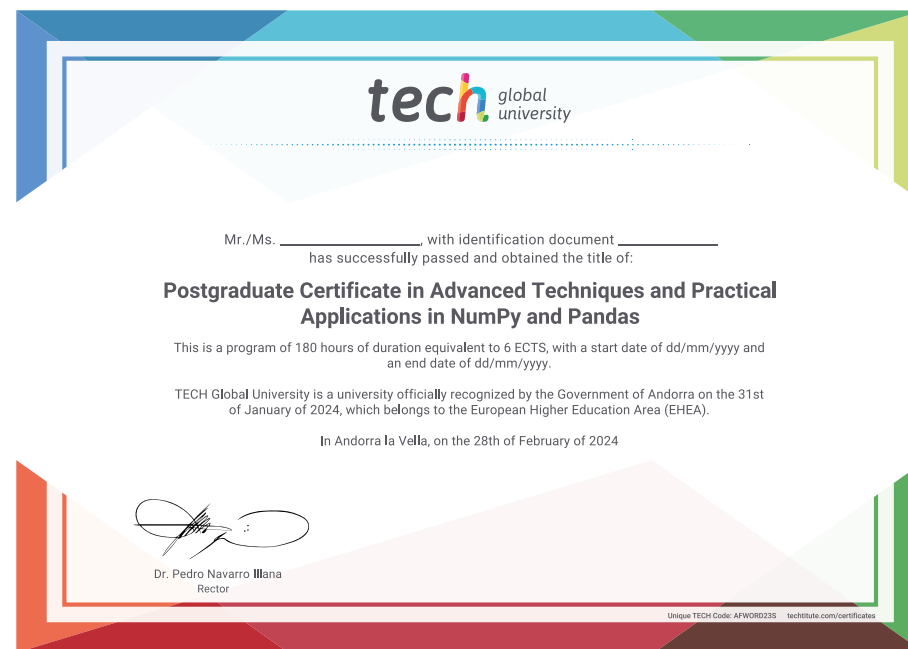 tech global
university
Mr./Ms. ____________________, with identification document ______________
has successfully passed and obtained the title of:
Postgraduate Certificate in Advanced Techniques and Practical
Applications in NumPy and Pandas
This is a program of 180 hours of duration equivalent to 6 ECTS, with a start date of dd/mm/yyyy and
an end date of dd/mm/yyyy.
TECH Global University is a university officially recognized by the Government of Andorra on the 31st
of January of 2024, which belongs to the European Higher Education Area (EHEA).
In Andorra la Vella, on the 28th of February of 2024
Dr. Pedro Navarro Illana
Rector
Unique TECH Code: AFWORD23S techtitute.com/certificates